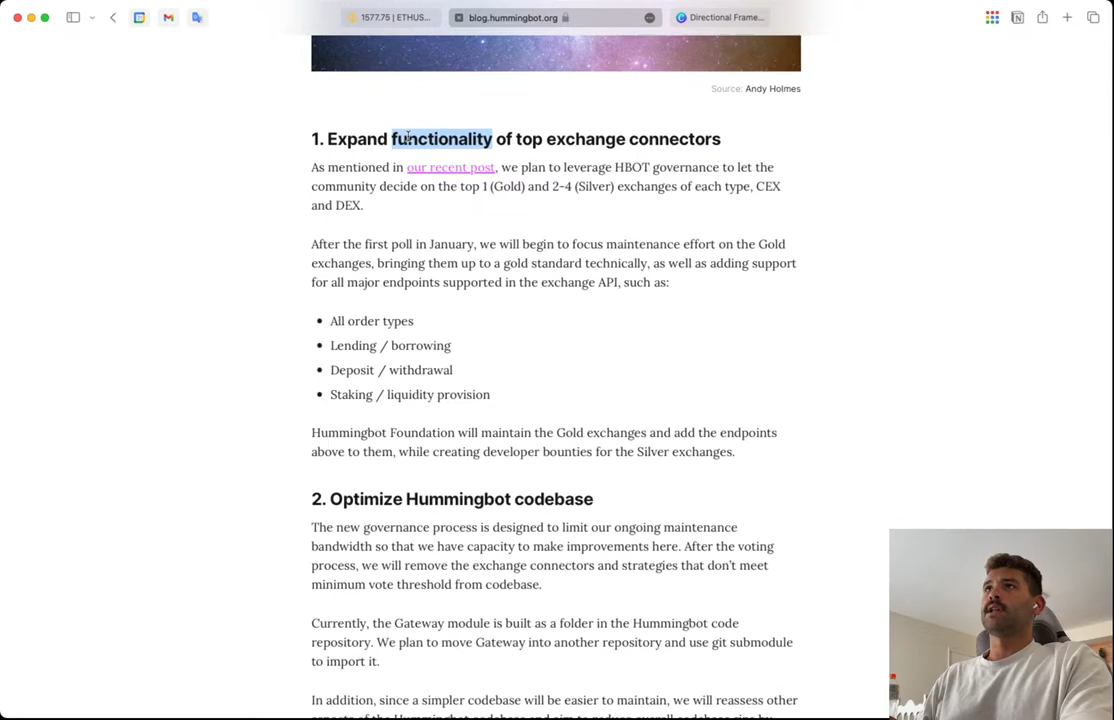 1577.75 | ETHUS...
blog.hummingbot.org
Directional Frame...
Source: Andy Holmes
1. Expand functionality of top exchange connectors
As mentioned in our recent post, we plan to leverage HBOT governance to let the
community decide on the top 1 (Gold) and 2-4 (Silver) exchanges of each type, CEX
and DEX.
After the first poll in January, we will begin to focus maintenance effort on the Gold
exchanges, bringing them up to a gold standard technically, as well as adding support
for all major endpoints supported in the exchange API, such as:
• All order types
• Lending / borrowing
• Deposit / withdrawal
• Staking / liquidity provision
Hummingbot Foundation will maintain the Gold exchanges and add the endpoints
above to them, while creating developer bounties for the Silver exchanges.
2. Optimize Hummingbot codebase
The new governance process is designed to limit our ongoing maintenance
bandwidth so that we have capacity to make improvements here. After the voting
process, we will remove the exchange connectors and strategies that don't meet
minimum vote threshold from codebase.
Currently, the Gateway module is built as a folder in the Hummingbot code
repository. We plan to move Gateway into another repository and use git submodule
to import it.
In addition, since a simpler codebase will be easier to maintain, we will reassess other